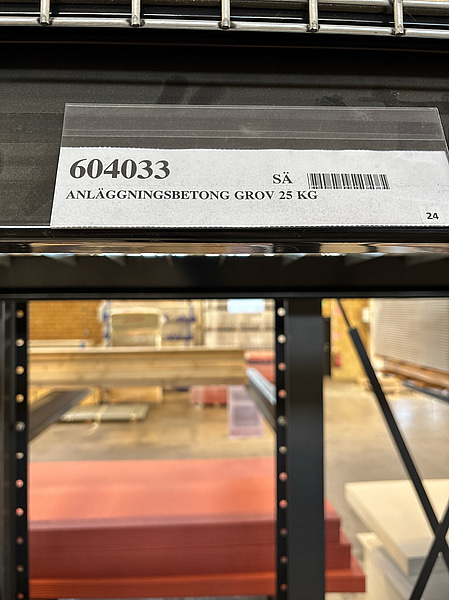 604033 SÄ
ANLÄGGNINGSBETONG GROV 25 KG
24